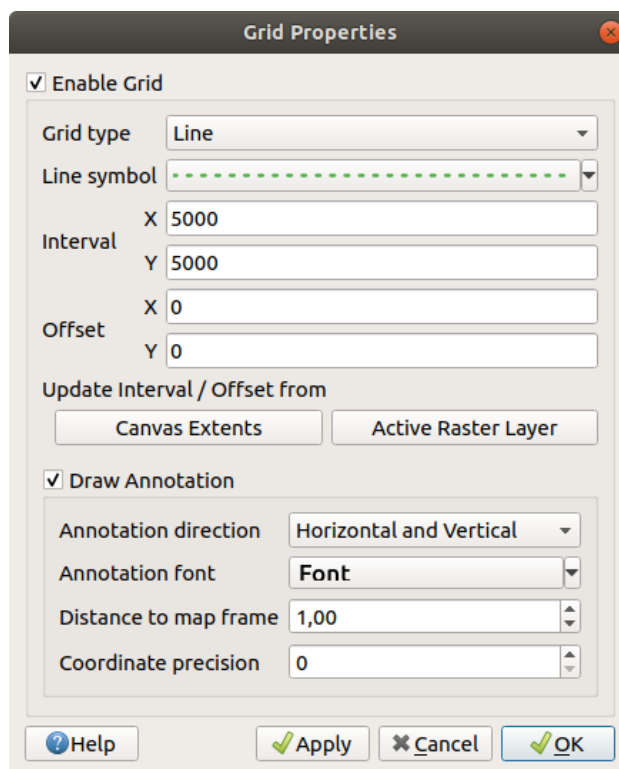 Grid Properties
Enable Grid
Grid type Line
Line symbol
Interval X 5000
Y 5000
Offset X 0
Y 0
Update Interval / Offset from
Canvas Extents Active Raster Layer
Draw Annotation
Annotation direction Horizontal and Vertical
Annotation font Font
Distance to map frame 1,00
Coordinate precision 0
Help Apply Cancel OK